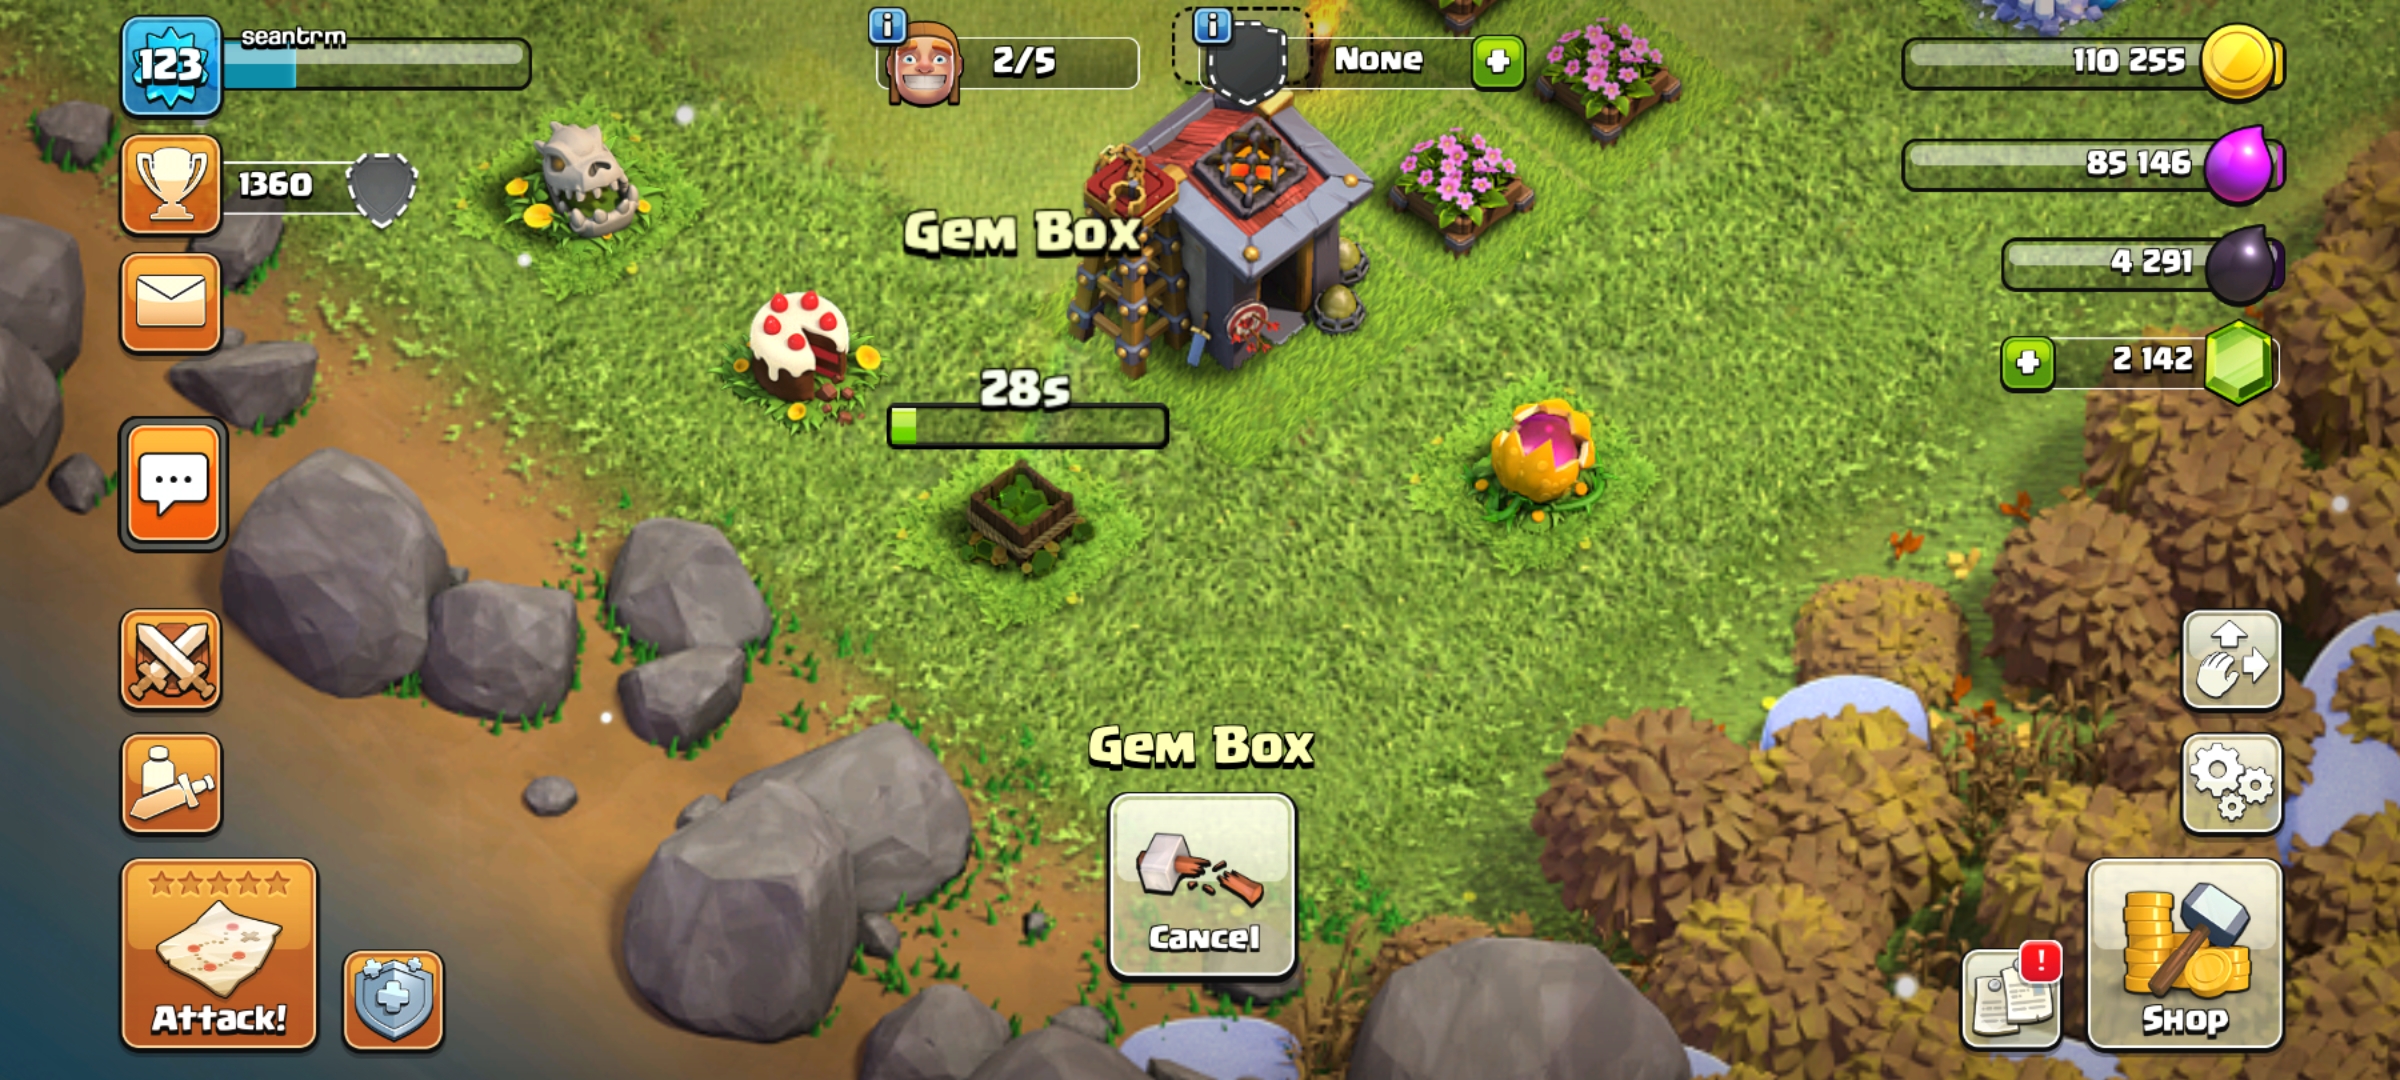 seantrm
123
2/5
None
110 255
1360
85 146
4 291
2 142
Gem Box
28s
Gem Box
Cancel
Attack!
Shop